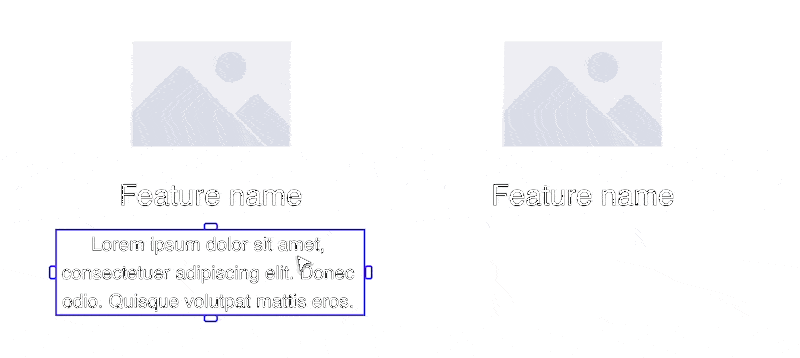 Feature name
Feature name
Lorem ipsum dolor sit amet,
consectetuer adipiscing elit. Donec
odio. Quisque volutpat mattis eros.